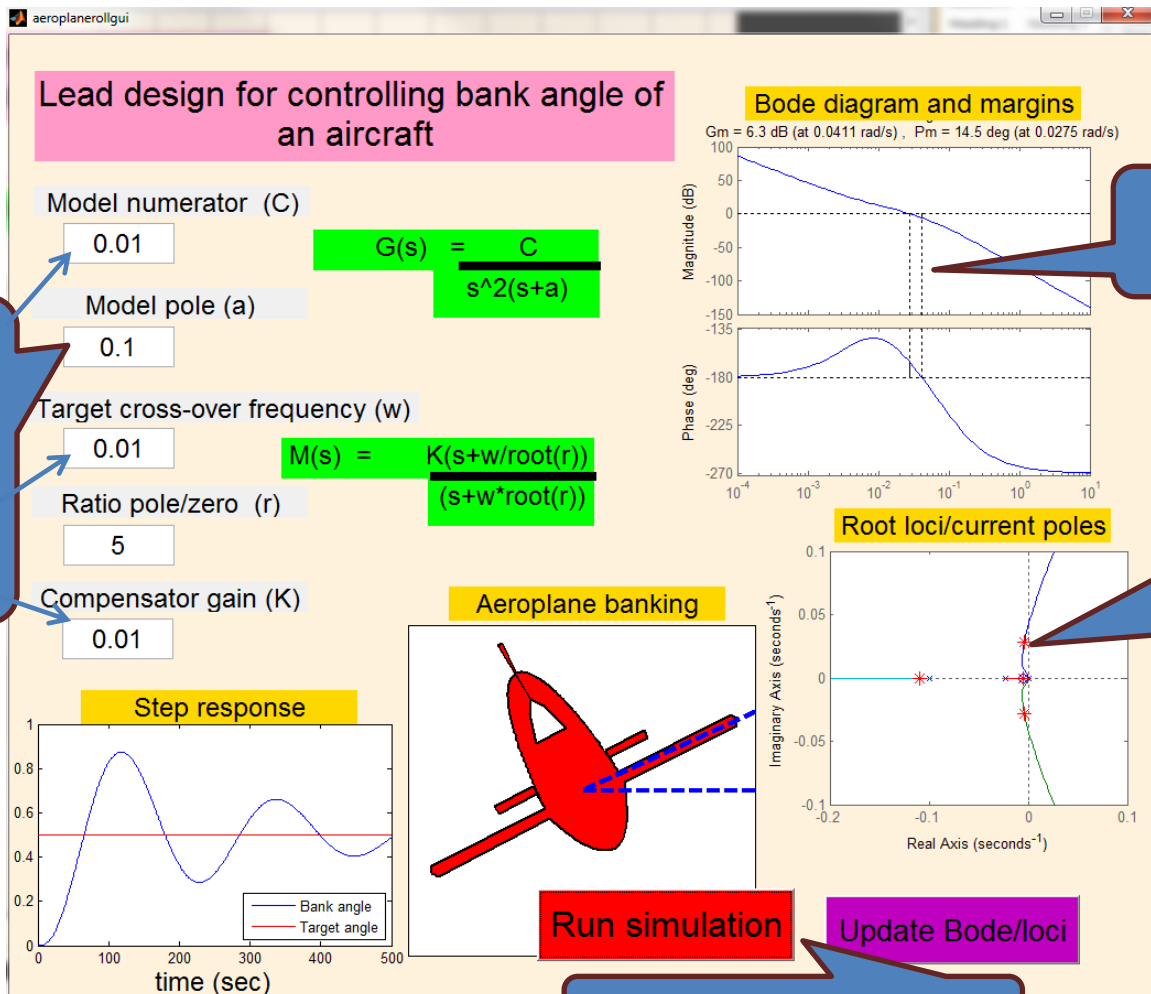 aeroplanerollgui
Lead design for controlling bank angle of
an aircraft
Model numerator (C)
0.01
G(s) = C
s^2(s+a)
Model pole (a)
0.1
Target cross-over frequency (w)
0.01
M(s) = K(s+w/root(r))
(s+w*root(r))
Ratio pole/zero (r)
5
Compensator gain (K)
0.01
Bode diagram and margins
Gm = 6.3 dB (at 0.0411 rad/s) , Pm = 14.5 deg (at 0.0275 rad/s)
Magnitude (dB)
100
50
0
-50
-100
-150
Phase (deg)
-135
-180
-225
-270
10^-4 10^-3 10^-2 10^-1 10^0 10^1
Root loci/current poles
Imaginary Axis (seconds^-1)
0.1
0.05
0
-0.05
-0.1
-0.2 -0.1 0 0.1
Real Axis (seconds^-1)
Aeroplane banking
Step response
1
0.8
0.6
0.4
0.2
0
0 100 200 300 400 500
Bank angle
Target angle
time (sec)
Run simulation
Update Bode/loci